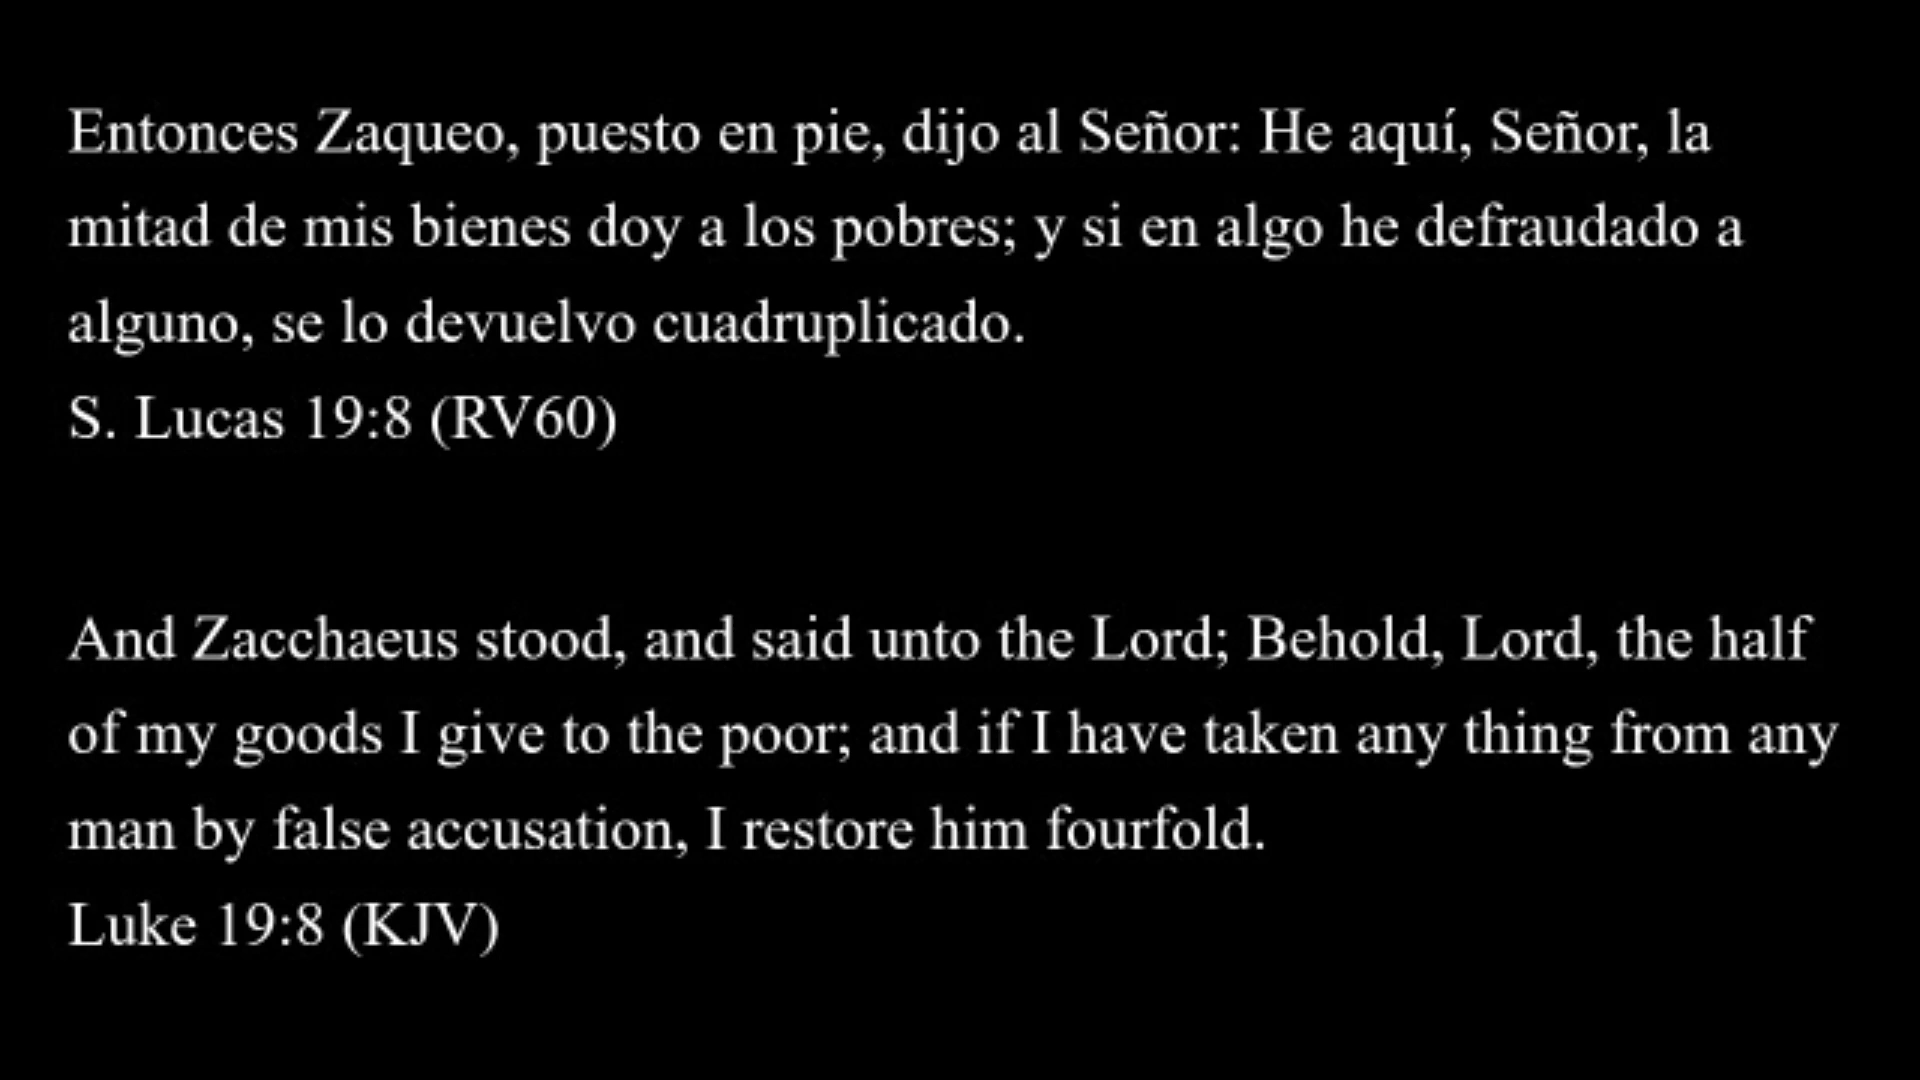 Entonces Zaqueo, puesto en pie, dijo al Señor: He aquí, Señor, la
mitad de mis bienes doy a los pobres; y si en algo he defraudado a
alguno, se lo devuelvo cuadruplicado.
S. Lucas 19:8 (RV60)
And Zacchaeus stood, and said unto the Lord; Behold, Lord, the half
of my goods I give to the poor; and if I have taken any thing from any
man by false accusation, I restore him fourfold.
Luke 19:8 (KJV)